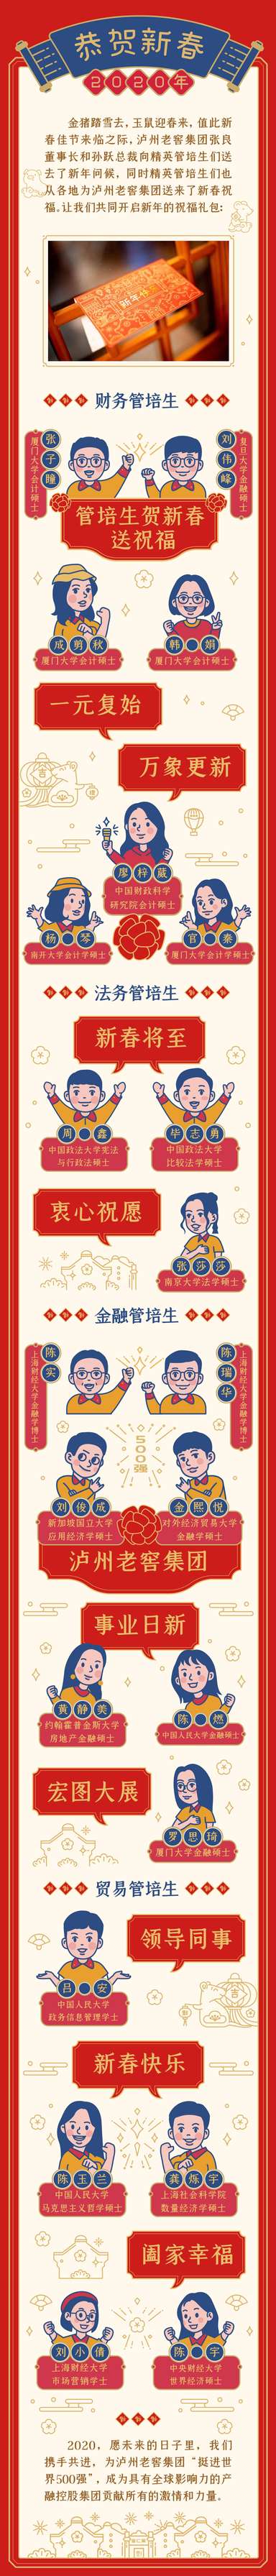 恭贺新春
2020年
金猪踏雪去，玉鼠迎春来，值此新
春佳节来临之际，泸州老窖集团张良
董事长和孙跃总裁向精英管培生们送
去了新年问候，同时精英管培生们也
从各地为泸州老窖集团送来了新春祝
福，让我们共同开启新年的祝福礼包：
新年
财务管培生
张子瞳
厦门大学会计硕士
刘伟峰
复旦大学金融硕士
管培生贺新春
送祝福
成勇秋
厦门大学会计硕士
韩娟
厦门大学会计硕士
一元复始
万象更新
廖梓葳
中国财政科学
研究院会计硕士
杨琴
南开大学会计学硕士
官泰
厦门大学会计学硕士
法务管培生
新春将至
周鑫
中国政法大学宪法
与行政法硕士
毕志勇
中国政法大学
比较法学硕士
衷心祝愿
张莎莎
南京大学法学硕士
金融管培生
陈实
上海财经大学金融学博士
陈瑞华
上海财经大学金融学博士
500强
刘俊成
新加坡国立大学
应用经济学硕士
金熙悦
对外经济贸易大学
金融学硕士
泸州老窖集团
事业日新
黄静美
约翰霍普金斯大学
房地产金融硕士
陈燃
中国人民大学金融硕士
宏图大展
罗思琦
厦门大学金融硕士
贸易管培生
领导同事
吕安
中国人民大学
政务信息管理学士
新春快乐
陈玉兰
中国人民大学
马克思主义哲学硕士
龚烁宇
上海社会科学院
数量经济学硕士
阖家幸福
刘小倩
上海财经大学
市场营销学士
陈宇
中央财经大学
世界经济硕士
2020，愿未来的日子里，我们
携手共进，为泸州老窖集团“挺进世
界500强”，成为具有全球影响力的产
融控股集团贡献所有的激情和力量。